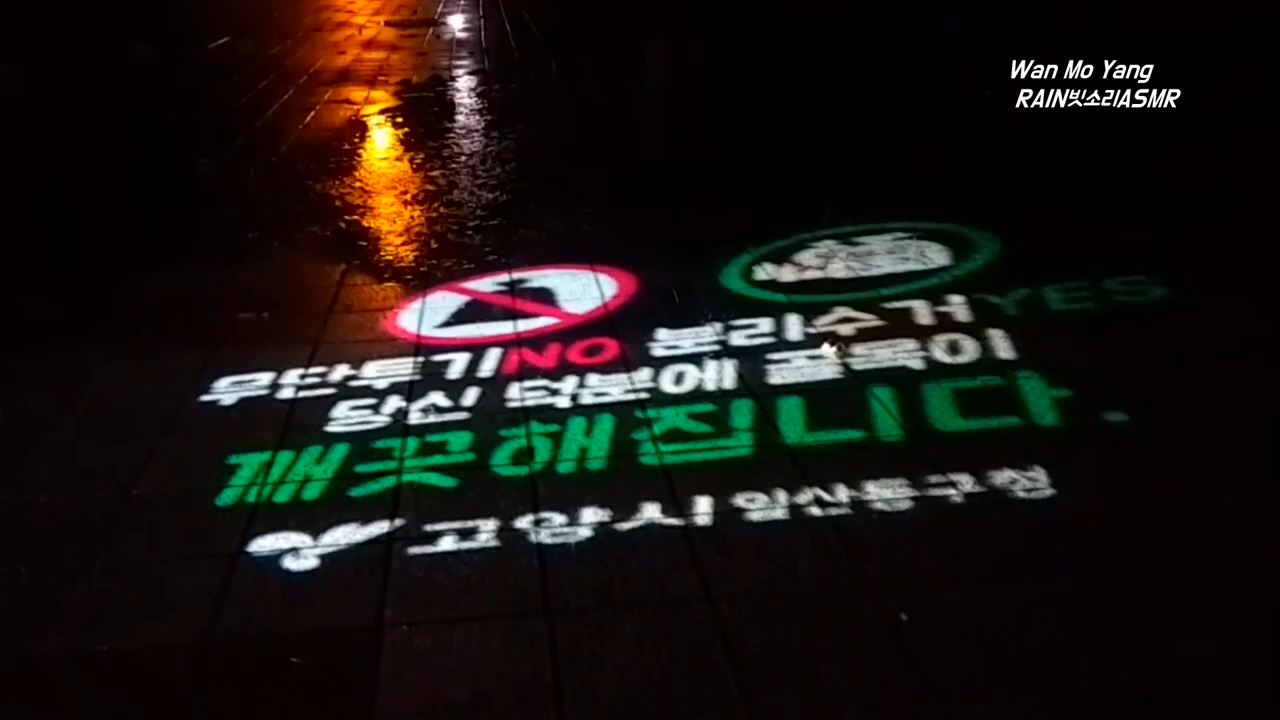 Wan Mo Yang
RAIN빗소리ASMR
무단투기NO 분리수거YES
당신 덕분에 골목이
깨끗해집니다.
고양시 일산동구청